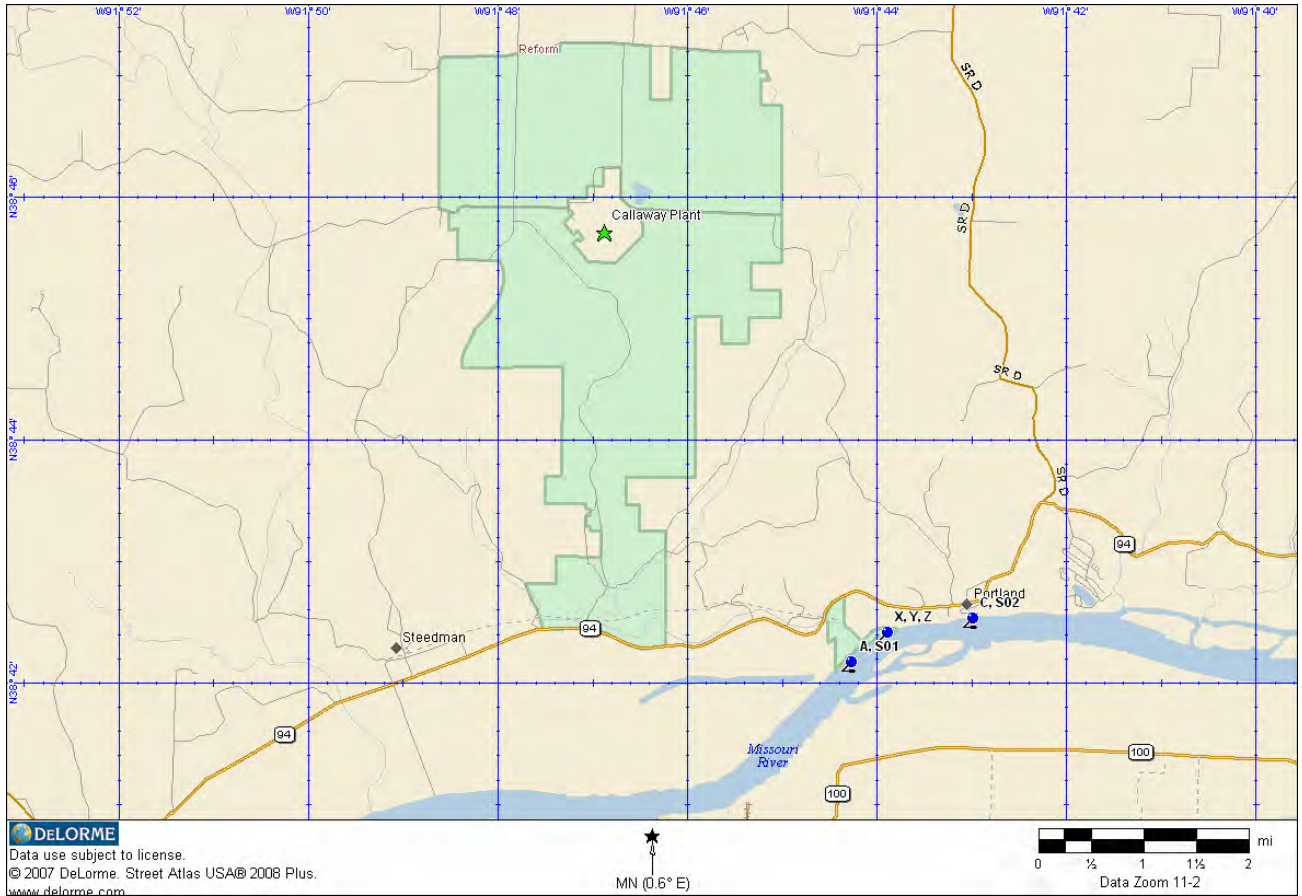 W91° 52'
W91° 50'
W91° 48'
W91° 46'
W91° 44'
W91° 42'
W91° 40'
Reform
SR D
N38° 46'
SR D
Callaway Plant
SR D
N38° 44'
SR D
94
Portland
C, S02
X, Y, Z
94
Steedman
A, S01
N38° 42'
94
Missouri
River
100
100
DELORME
Data use subject to license.
© 2007 DeLorme. Street Atlas USA® 2008 Plus.
www.delorme.com
MN (0.6° E)
mi
0 ½ 1 1½ 2
Data Zoom 11-2